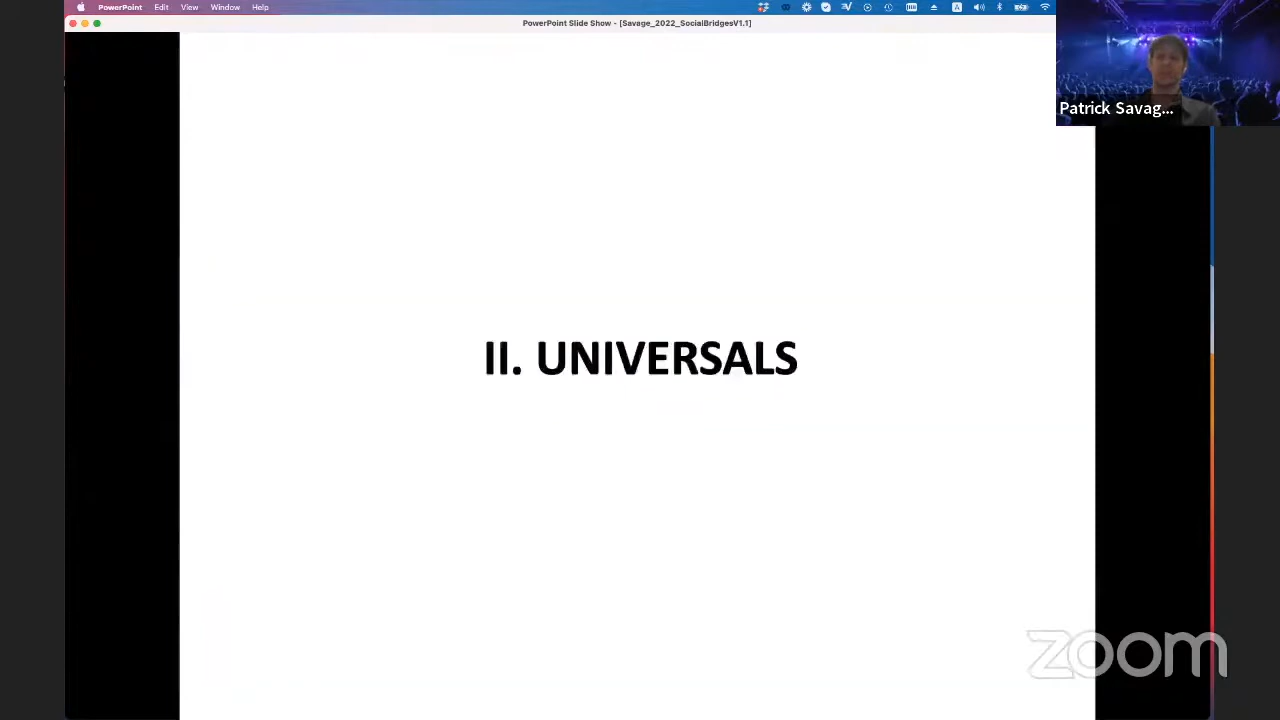 PowerPoint Edit View Window Help
PowerPoint Slide Show - [Savage_2022_SocialBridgesV1.1]
Patrick Savag...
II. UNIVERSALS
zoom